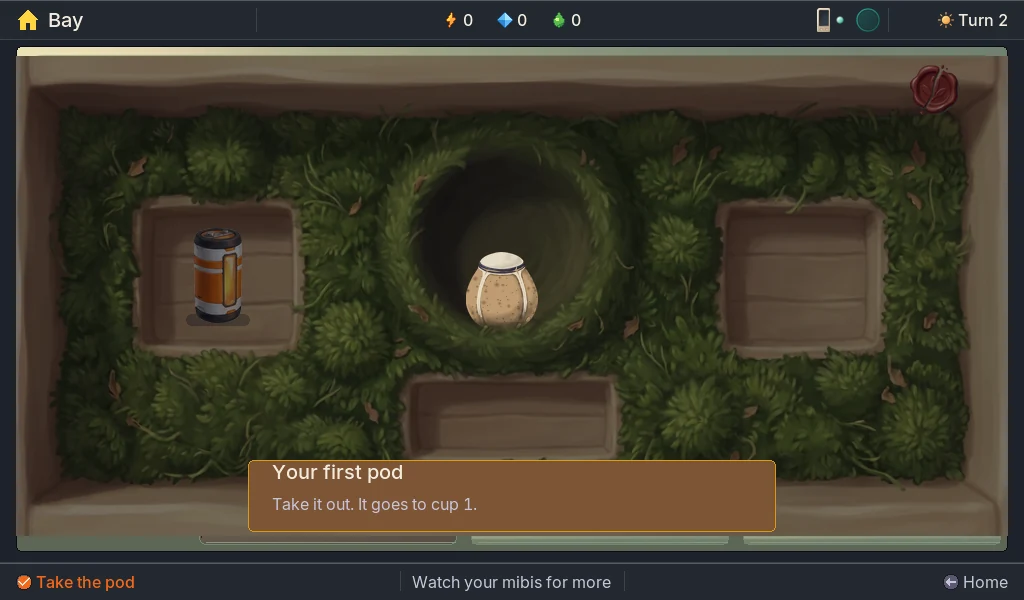 Bay
0
0
0
Turn 2
Your first pod
Take it out. It goes to cup 1.
Take the pod
Watch your mibis for more
Home